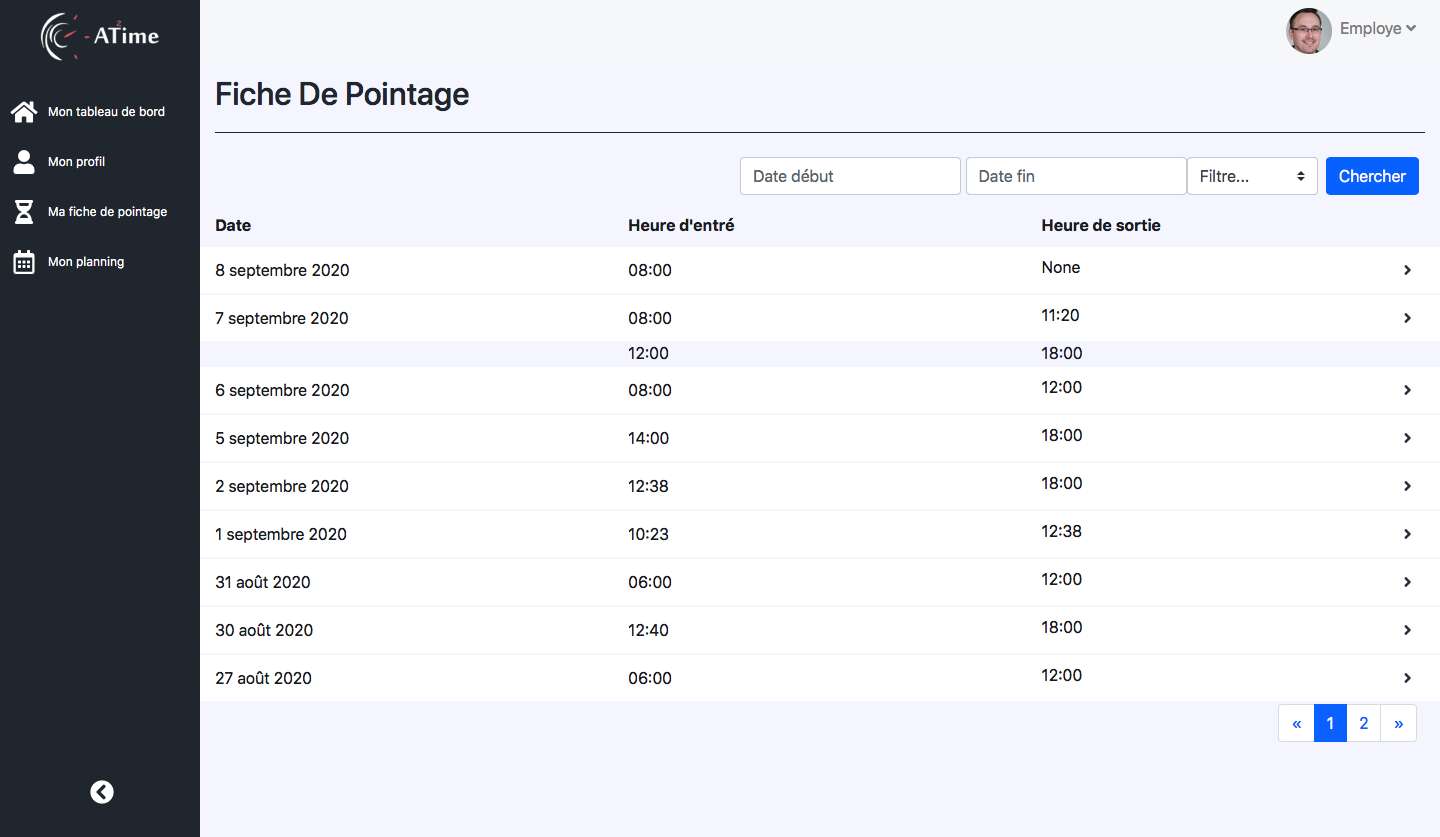 AT²ime
Employe
Mon tableau de bord
Mon profil
Ma fiche de pointage
Mon planning
Fiche De Pointage
Date début Date fin Filtre... Chercher
Date Heure d'entré Heure de sortie
8 septembre 2020 08:00 None
7 septembre 2020 08:00 11:20
12:00 18:00
6 septembre 2020 08:00 12:00
5 septembre 2020 14:00 18:00
2 septembre 2020 12:38 18:00
1 septembre 2020 10:23 12:38
31 août 2020 06:00 12:00
30 août 2020 12:40 18:00
27 août 2020 06:00 12:00
« 1 2 »